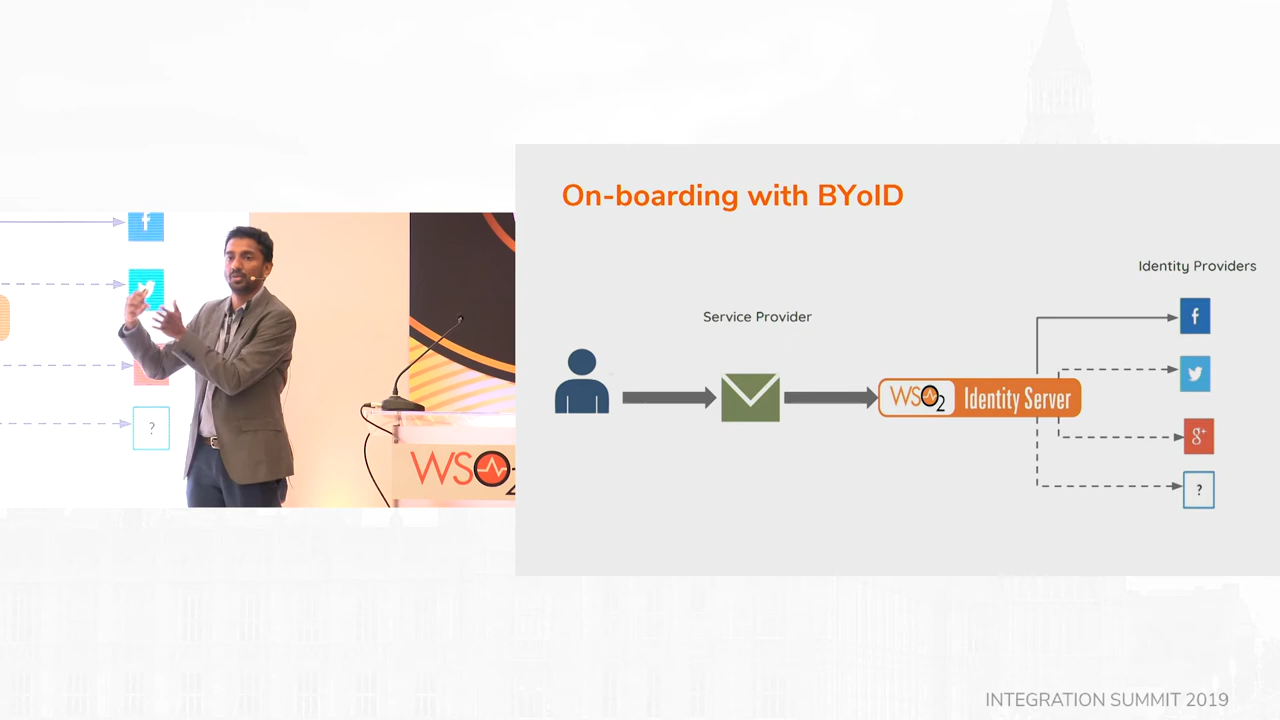 On-boarding with BYoID
Identity Providers
Service Provider
f
WSO2 Identity Server
g+
?
f
?
WSO2
INTEGRATION SUMMIT 2019